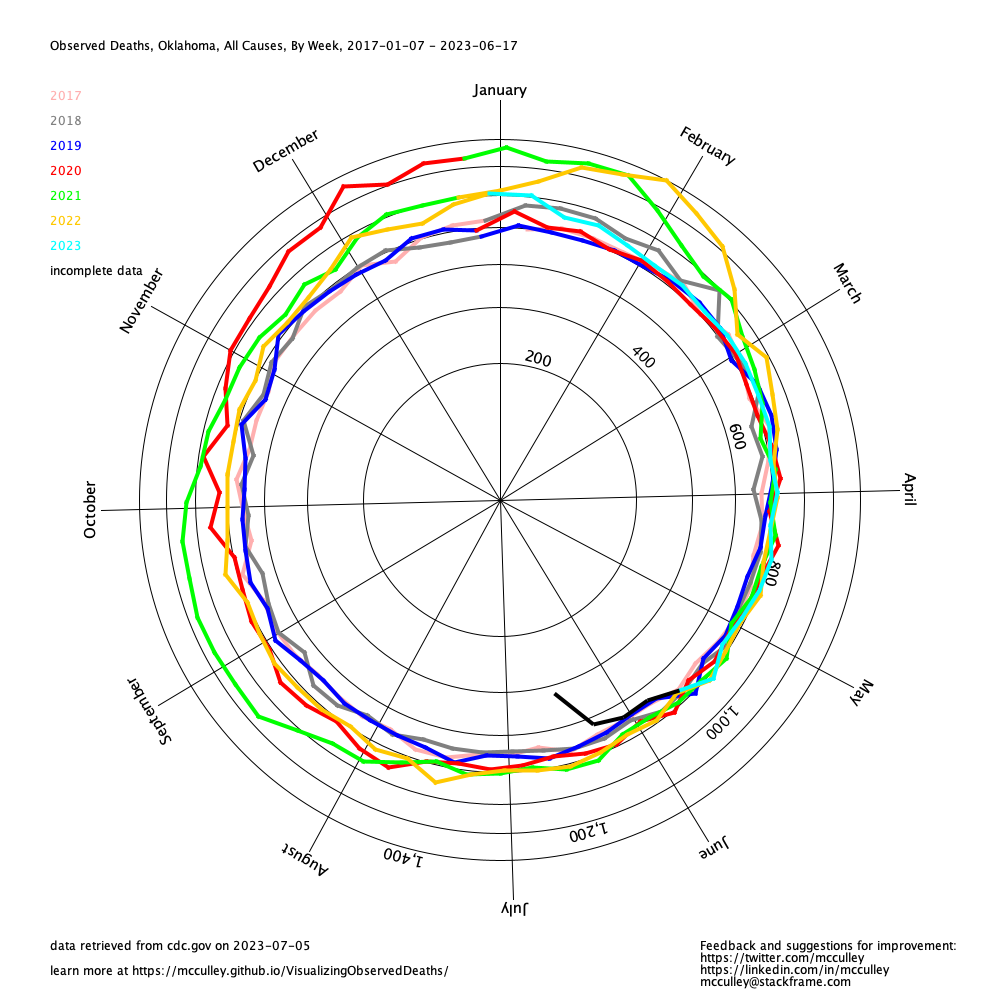 Observed Deaths, Oklahoma, All Causes, By Week, 2017-01-07 - 2023-06-17
2017
2018
2019
2020
2021
2022
2023
incomplete data
January
February
March
April
May
June
July
August
September
October
November
December
200
400
600
800
1,000
1,200
1,400
data retrieved from cdc.gov on 2023-07-05
learn more at https://mcculley.github.io/VisualizingObservedDeaths/
Feedback and suggestions for improvement:
https://twitter.com/mcculley
https://linkedin.com/in/mcculley
mcculley@stackframe.com